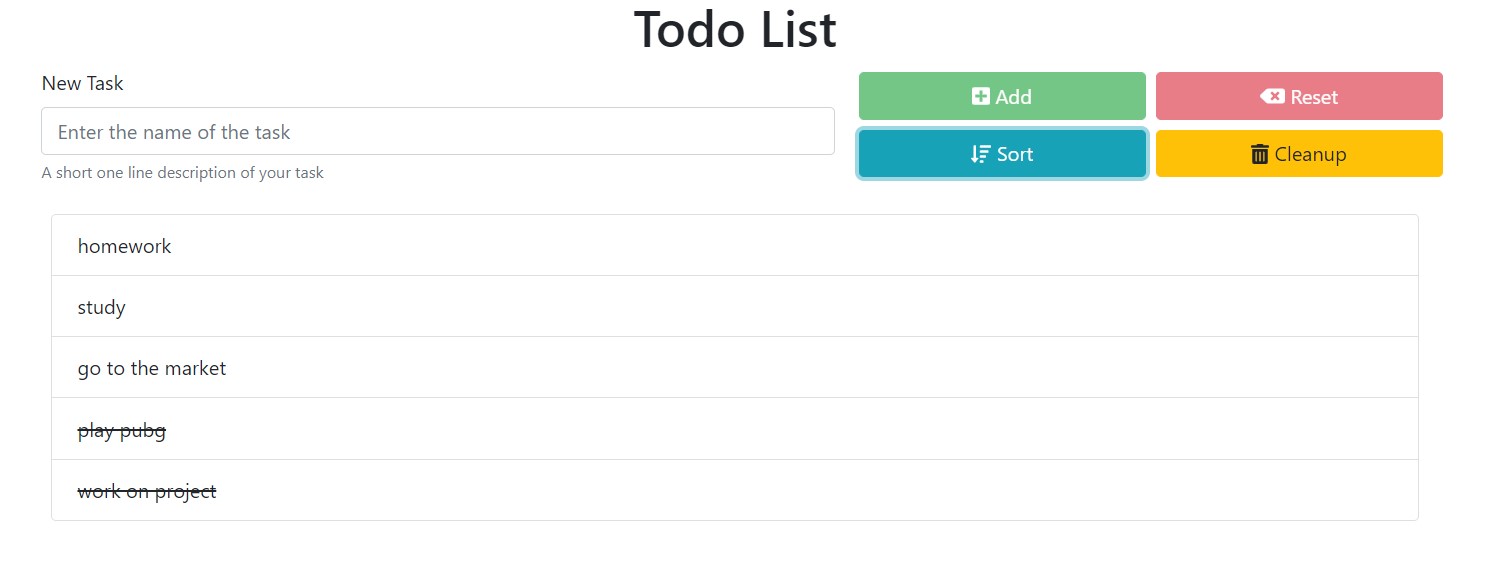 Todo List
New Task
Enter the name of the task
A short one line description of your task
Add
Reset
Sort
Cleanup
homework
study
go to the market
play pubg
work on project